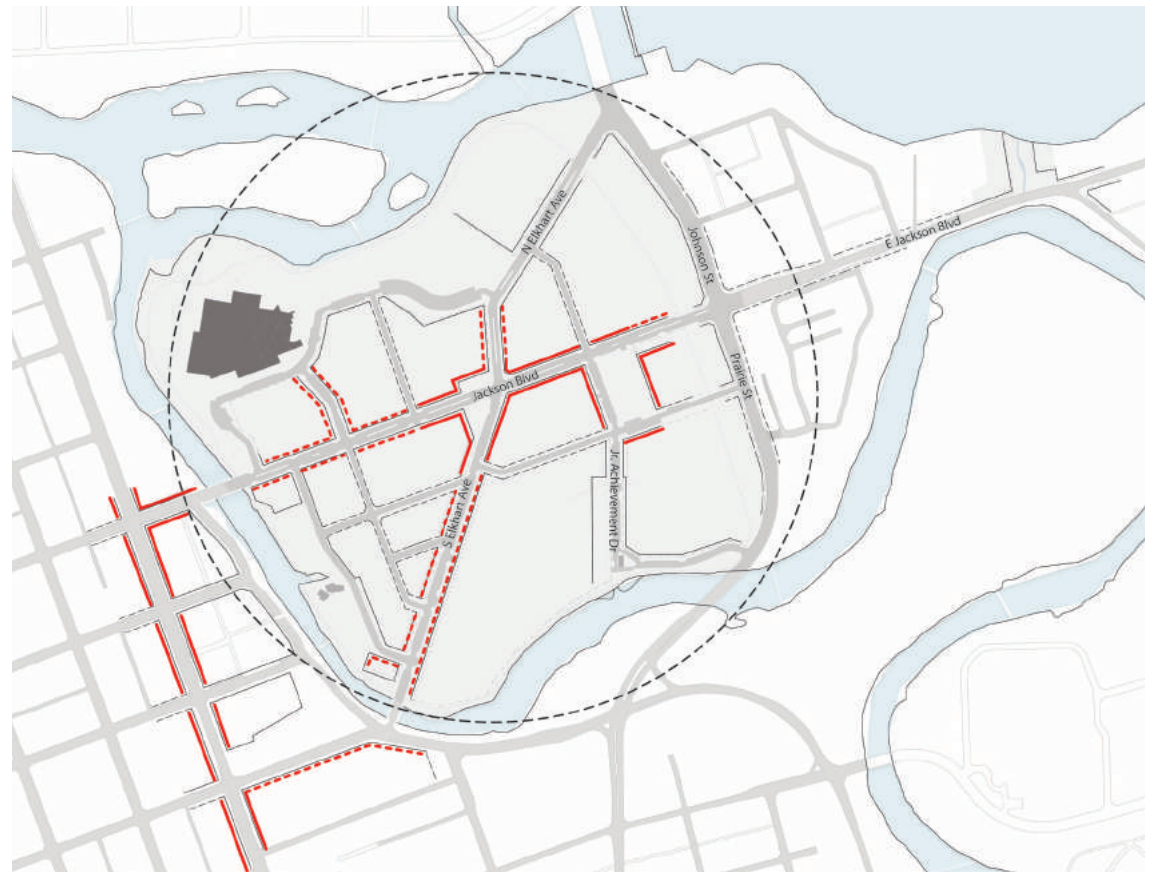 N Elkhart Ave
Johnson St
E Jackson Blvd
Jackson Blvd
Prairie St
S Elkhart Ave
Jr. Achievement Dr